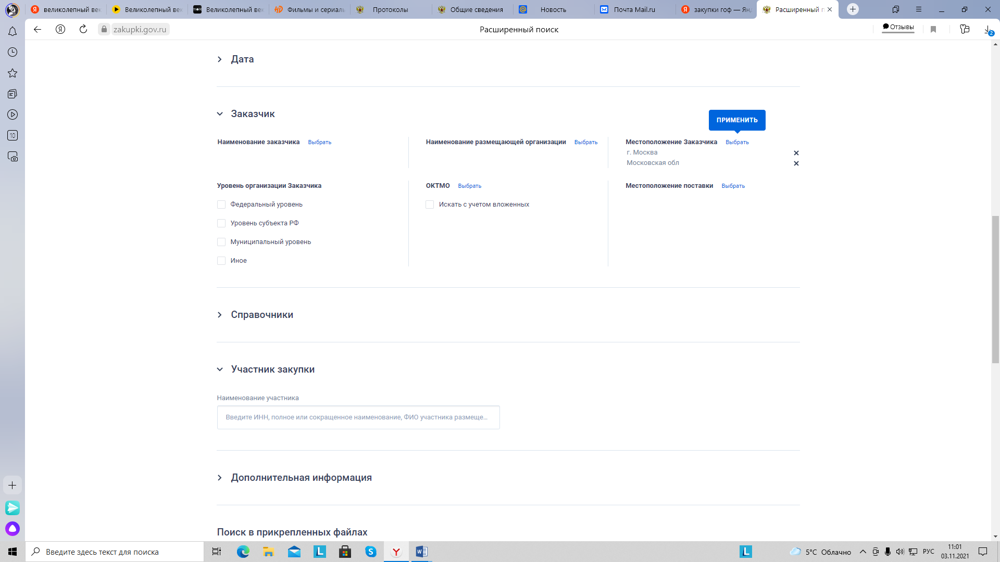 великолепный век
Великолепный век
Великолепный век
Фильмы и сериаль
Протоколы
Общие сведения
Новость
Почта Mail.ru
закупки гоф — Янд
Расширенный п
zakupki.gov.ru
Расширенный поиск
Отзывы
2
10
Дата
Заказчик
ПРИМЕНИТЬ
Наименование заказчика Выбрать
Наименование размещающей организации Выбрать
Местоположение Заказчика Выбрать
г. Москва
Московская обл
Уровень организации Заказчика
ОКТМО Выбрать
Местоположение поставки Выбрать
Федеральный уровень
Искать с учетом вложенных
Уровень субъекта РФ
Муниципальный уровень
Иное
Справочники
Участник закупки
Наименование участника
Введите ИНН, полное или сокращенное наименование, ФИО участника размеще...
Дополнительная информация
Поиск в прикрепленных файлах
Введите здесь текст для поиска
5°C Облачно
РУС
11:01
03.11.2021